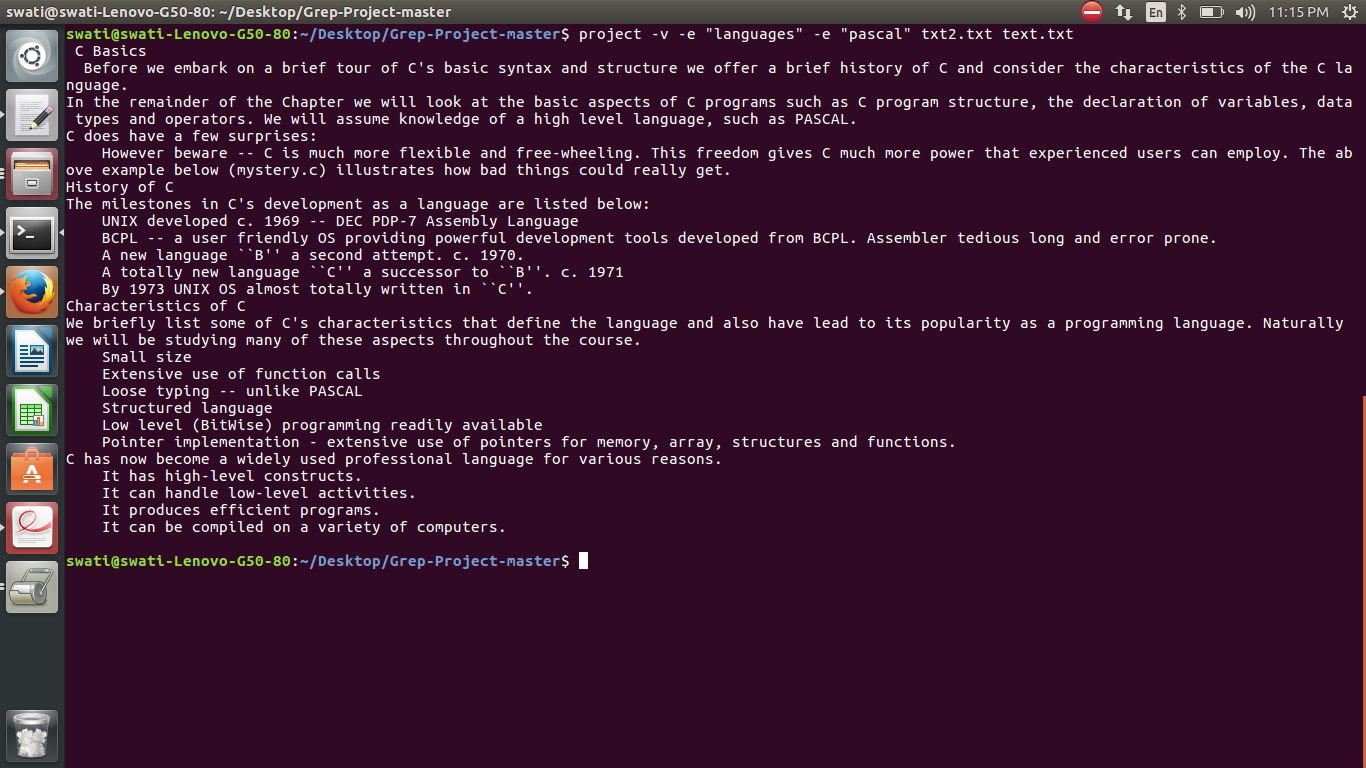 swati@swati-Lenovo-G50-80: ~/Desktop/Grep-Project-master
En
11:15 PM
swati@swati-Lenovo-G50-80:~/Desktop/Grep-Project-master$ project -v -e "languages" -e "pascal" txt2.txt text.txt
 C Basics
  Before we embark on a brief tour of C's basic syntax and structure we offer a brief history of C and consider the characteristics of the C la
nguage.
In the remainder of the Chapter we will look at the basic aspects of C programs such as C program structure, the declaration of variables, data
 types and operators. We will assume knowledge of a high level language, such as PASCAL.
C does have a few surprises:
    However beware -- C is much more flexible and free-wheeling. This freedom gives C much more power that experienced users can employ. The ab
ove example below (mystery.c) illustrates how bad things could really get.
History of C
The milestones in C's development as a language are listed below:
    UNIX developed c. 1969 -- DEC PDP-7 Assembly Language
    BCPL -- a user friendly OS providing powerful development tools developed from BCPL. Assembler tedious long and error prone.
    A new language ``B'' a second attempt. c. 1970.
    A totally new language ``C'' a successor to ``B''. c. 1971
    By 1973 UNIX OS almost totally written in ``C''.
Characteristics of C
We briefly list some of C's characteristics that define the language and also have lead to its popularity as a programming language. Naturally
we will be studying many of these aspects throughout the course.
    Small size
    Extensive use of function calls
    Loose typing -- unlike PASCAL
    Structured language
    Low level (BitWise) programming readily available
    Pointer implementation - extensive use of pointers for memory, array, structures and functions.
C has now become a widely used professional language for various reasons.
    It has high-level constructs.
    It can handle low-level activities.
    It produces efficient programs.
    It can be compiled on a variety of computers.
swati@swati-Lenovo-G50-80:~/Desktop/Grep-Project-master$